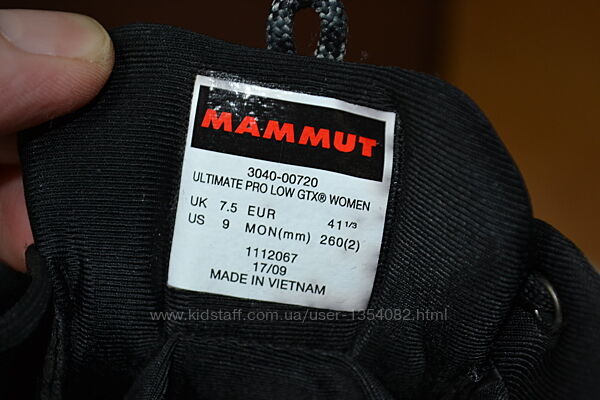 MAMMUT
3040-00720
ULTIMATE PRO LOW GTX® WOMEN
UK 7.5 EUR 41 1/3
US 9 MON(mm) 260(2)
1112067
17/09
MADE IN VIETNAM
www.kidstaff.com.ua/user-1354082.html